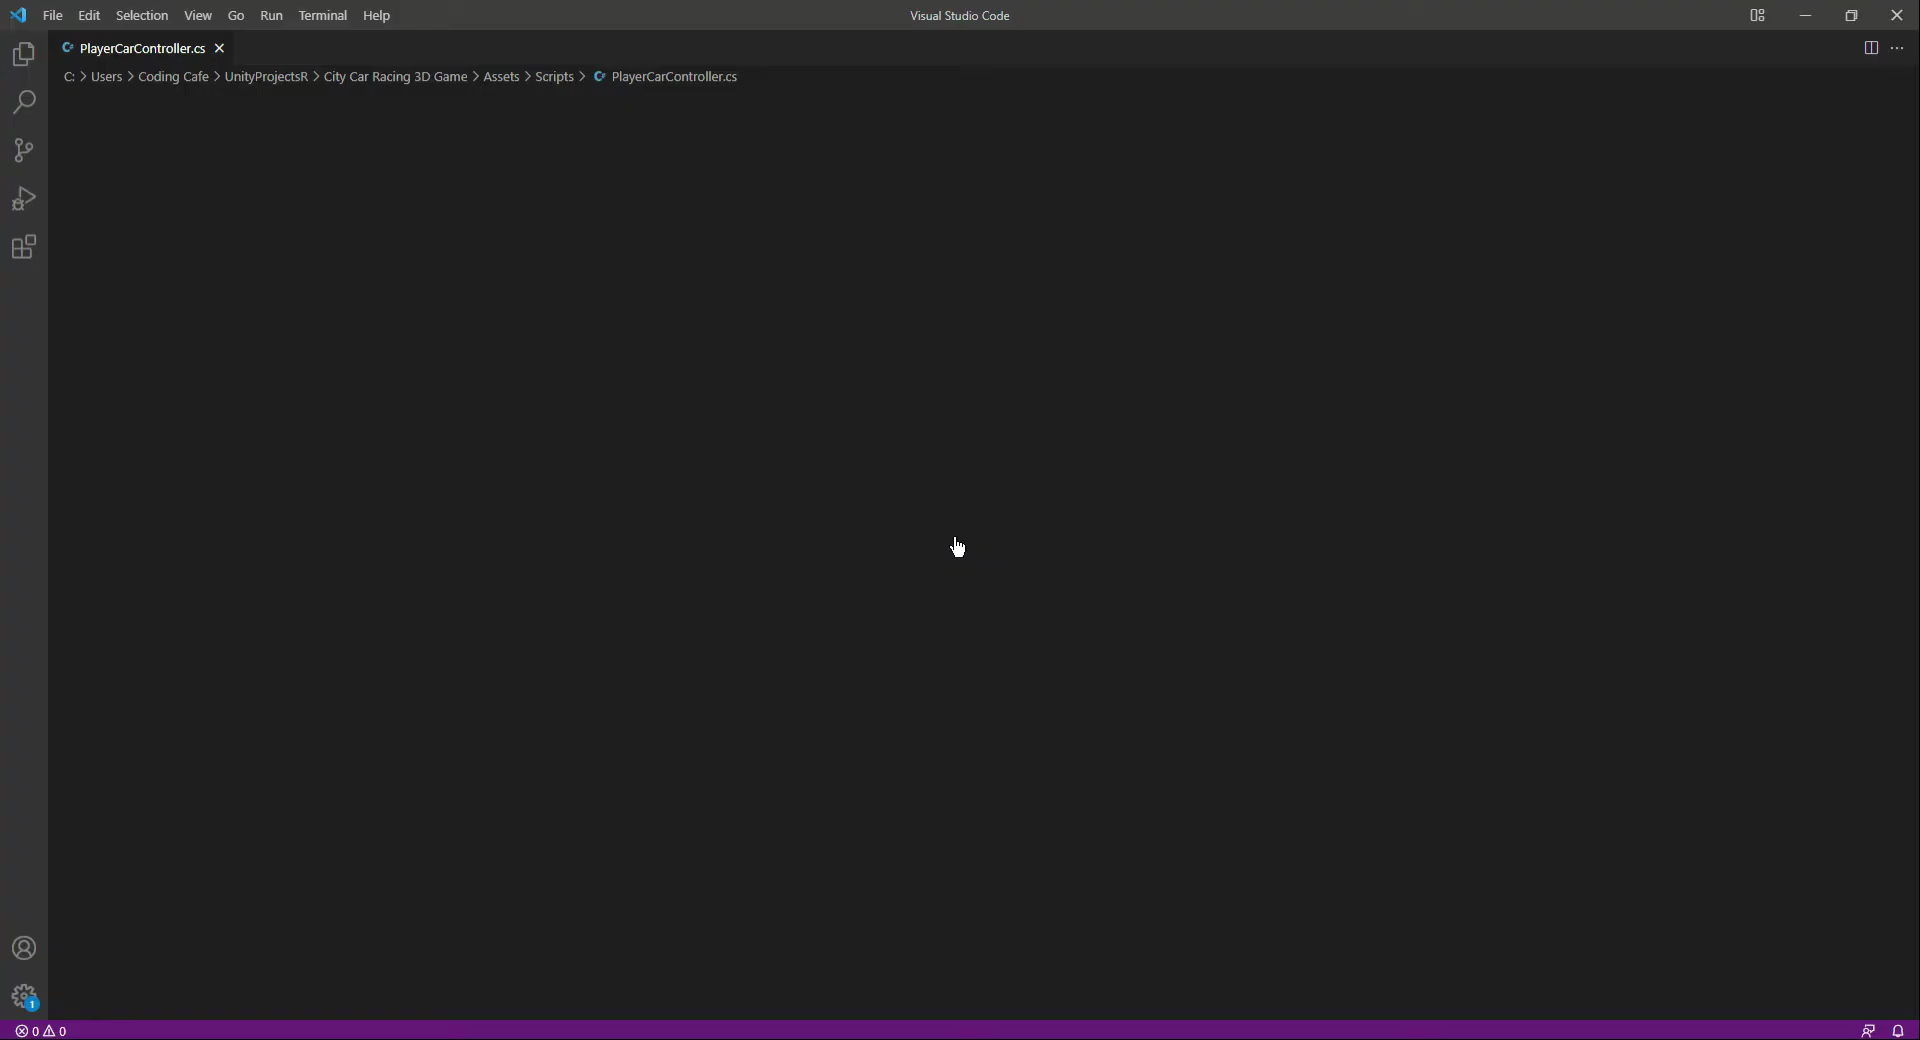 File Edit Selection View Go Run Terminal Help Visual Studio Code
PlayerCarController.cs
C: > Users > Coding Cafe > UnityProjectsR > City Car Racing 3D Game > Assets > Scripts > PlayerCarController.cs
1
0 0